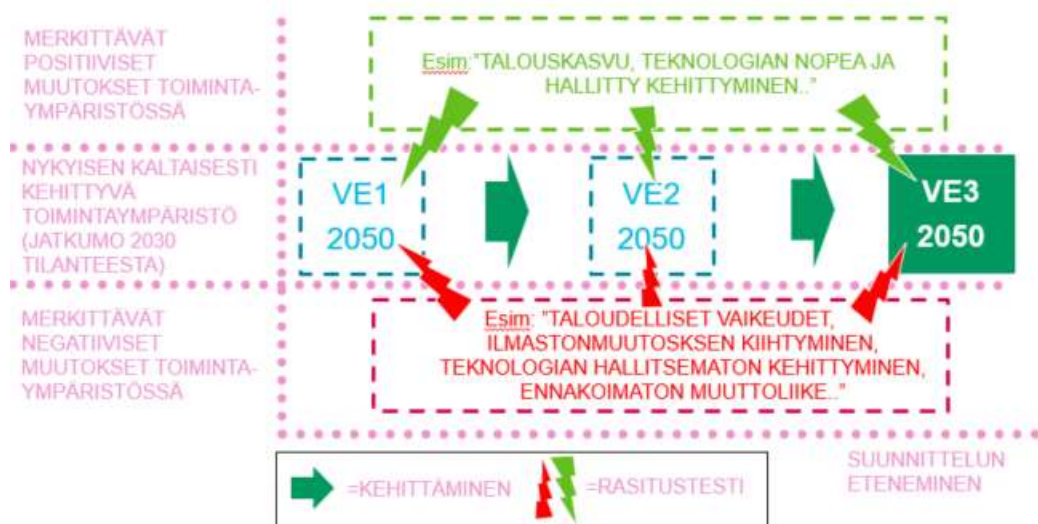 MERKITTÄVÄT
POSITIIVISET
MUUTOKSET TOIMINTA-
YMPÄRISTÖSSÄ
Esim:"TALOUSKASVU, TEKNOLOGIAN NOPEA JA
HALLITTY KEHITTYMINEN.."
NYKYISEN KALTAISESTI
KEHITTYVÄ
TOIMINTAYMPÄRISTÖ
(JATKUMO 2030
TILANTEESTA)
VE1
2050
VE2
2050
VE3
2050
MERKITTÄVÄT
NEGATIIVISET
MUUTOKSET TOIMINTA-
YMPÄRISTÖSSÄ
Esim: "TALOUDELLISET VAIKEUDET,
ILMASTONMUUTOSKSEN KIIHTYMINEN,
TEKNOLOGIAN HALLITSEMATON KEHITTYMINEN,
ENNAKOIMATON MUUTTOLIIKE.."
=KEHITTÄMINEN
=RASITUSTESTI
SUUNNITTELUN
ETENEMINEN